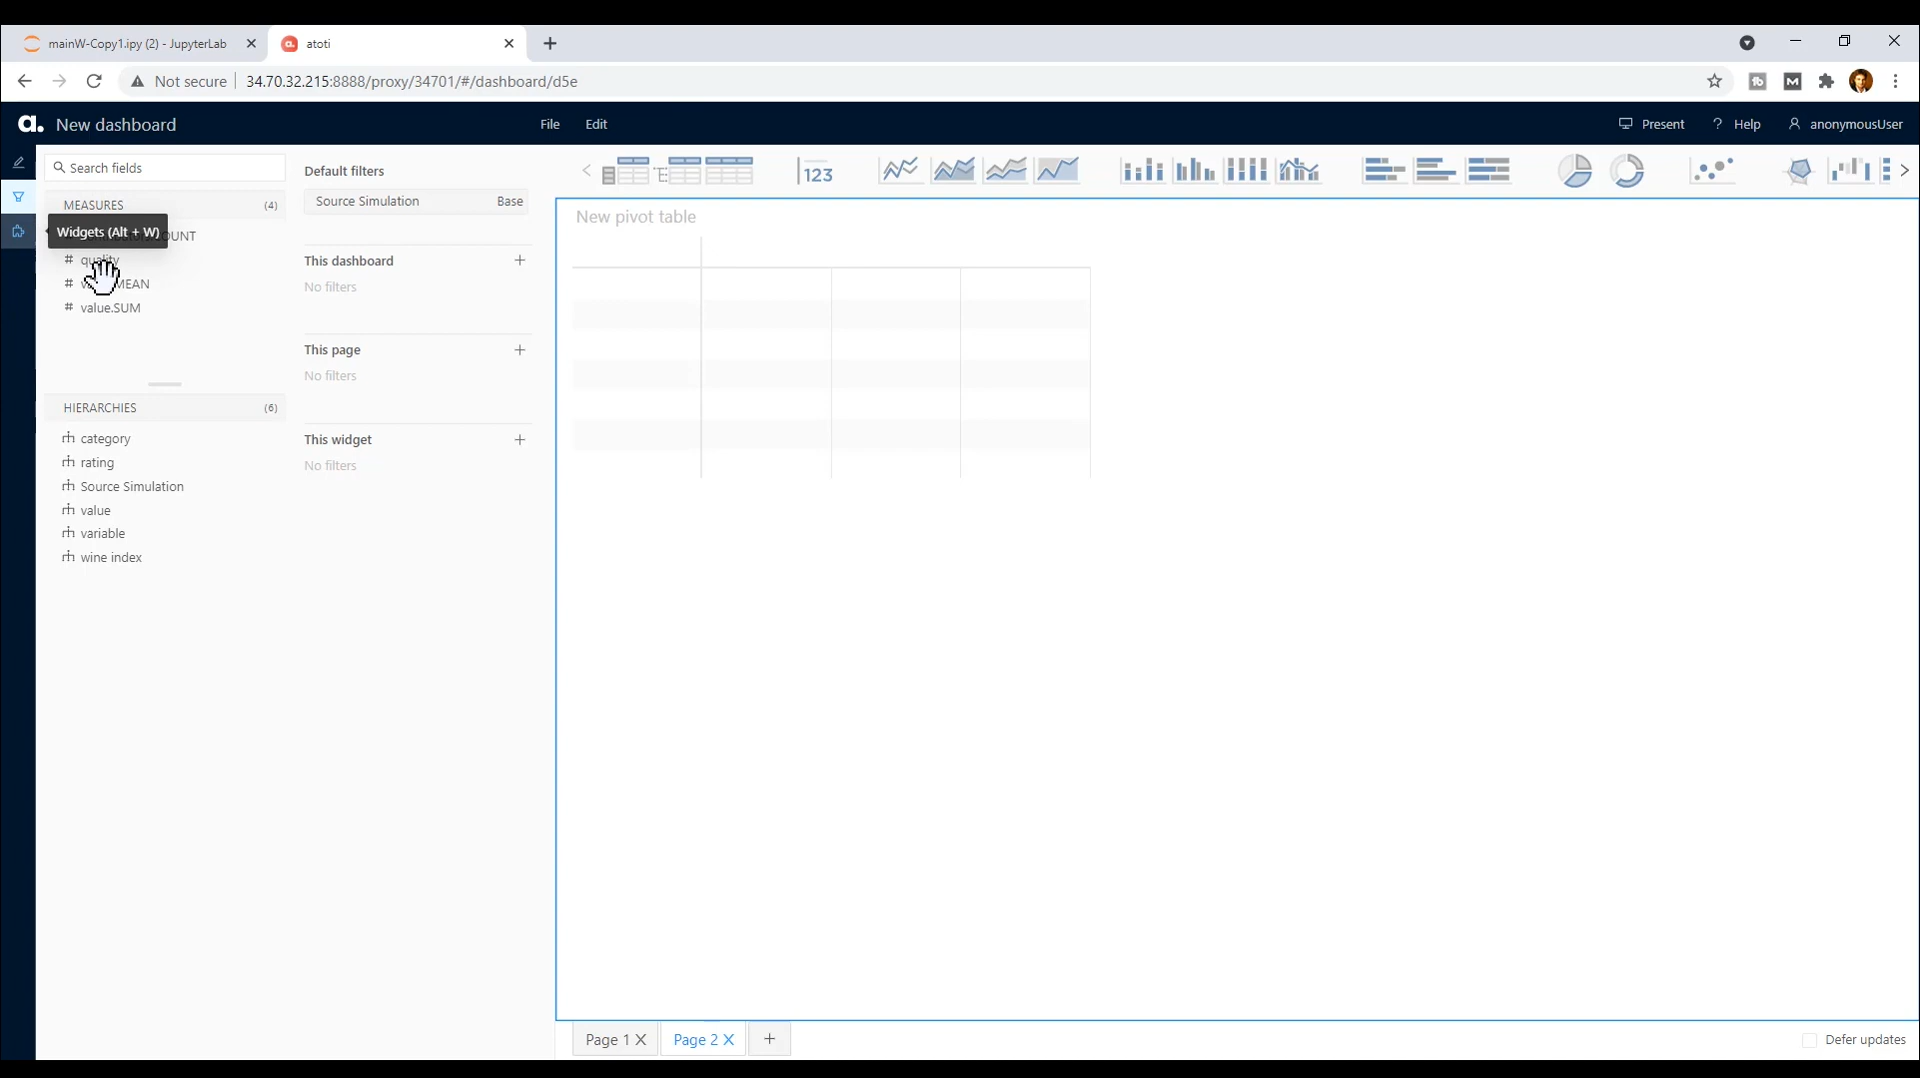 mainW-Copy1.ipy (2) - JupyterLab
atoti
Not secure 34.70.32.215:8888/proxy/34701/#/dashboard/d5e
a. New dashboard
File Edit
Present ? Help anonymousUser
Search fields
MEASURES (4)
Widgets (Alt + W)
OUNT
# quality
# MEAN
# value.SUM
HIERARCHIES (6)
category
rating
Source Simulation
value
variable
wine index
Default filters
Source Simulation Base
This dashboard +
No filters
This page +
No filters
This widget +
No filters
123
New pivot table
Page 1
Page 2
+
Defer updates